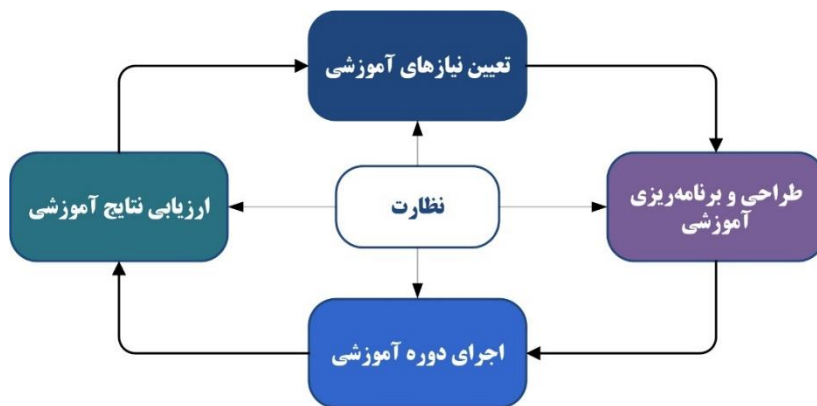 تعیین نیازهای آموزشی
طراحی و برنامه‌ریزی
آموزشی
نظارت
ارزیابی نتایج آموزشی
اجرای دوره آموزشی